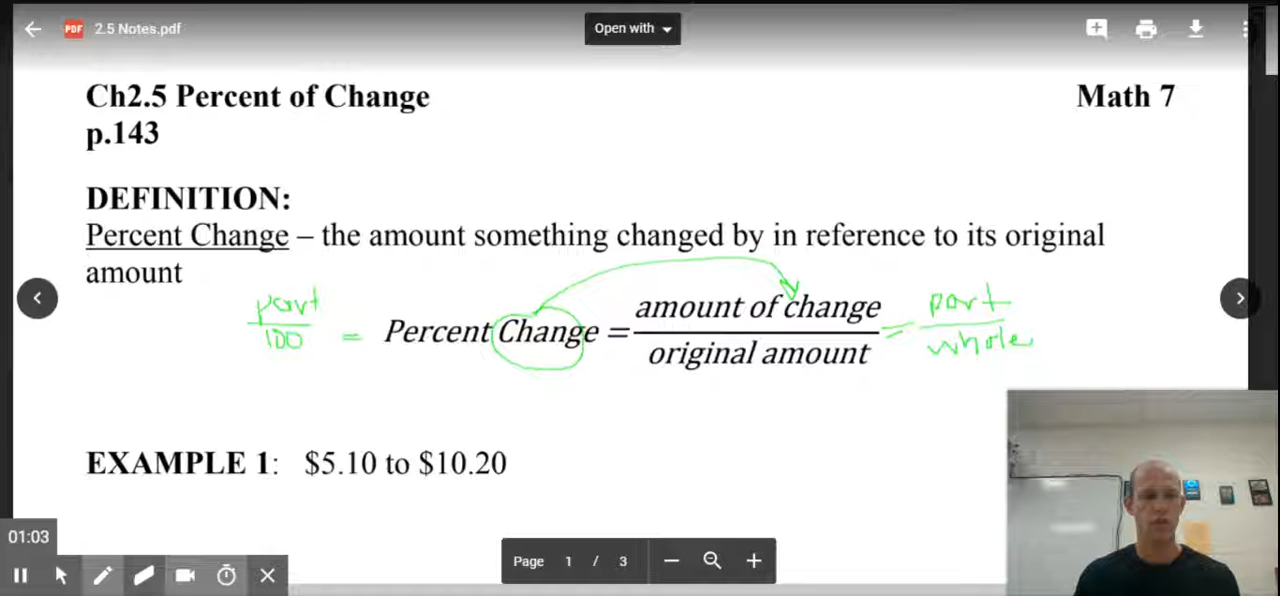 PDF 2.5 Notes.pdf
Open with
Ch2.5 Percent of Change Math 7
p.143
DEFINITION:
Percent Change – the amount something changed by in reference to its original
amount
part amount of change part
100 = Percent Change = original amount = whole
EXAMPLE 1: $5.10 to $10.20
01:03
Page 1 / 3